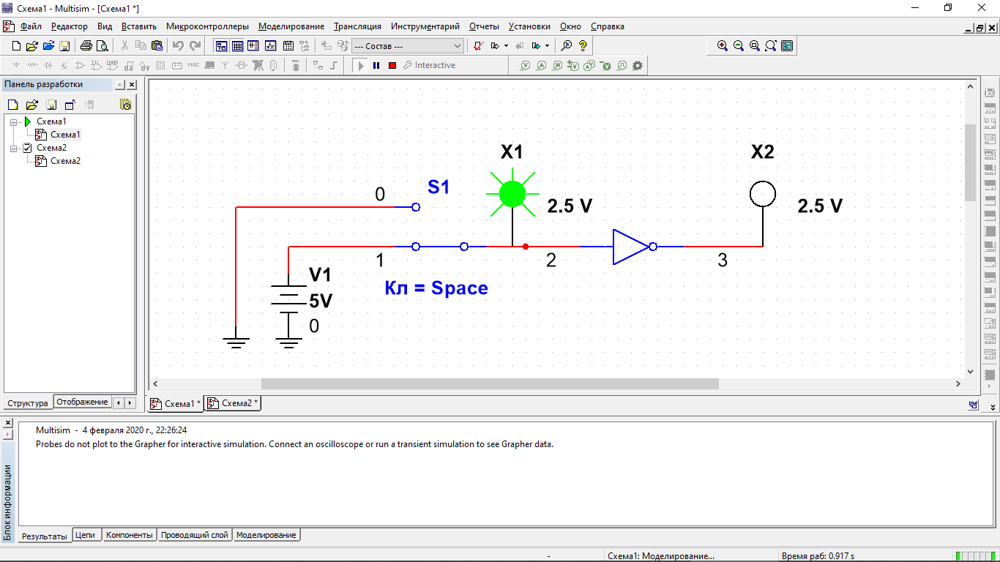 Схема1 - Multisim - [Схема1 *]
Файл Редактор Вид Вставить Микроконтроллеры Моделирование Трансляция Инструментарий Отчеты Установки Окно Справка
--- Состав ---
MISC
Interactive
Панель разработки
Схема1
Схема1
Схема2
Схема2
Структура
Отображение
X1
X2
S1
0
2.5 V
2.5 V
1
2
3
V1
5V
0
Кл = Space
Схема1 *
Схема2 *
Multisim - 4 февраля 2020 г., 22:26:24
Probes do not plot to the Grapher for interactive simulation. Connect an oscilloscope or run a transient simulation to see Grapher data.
Блок информации
Результаты Цепи Компоненты Проводящий слой Моделирование
- Схема1: Моделирование... Время раб: 0.917 s